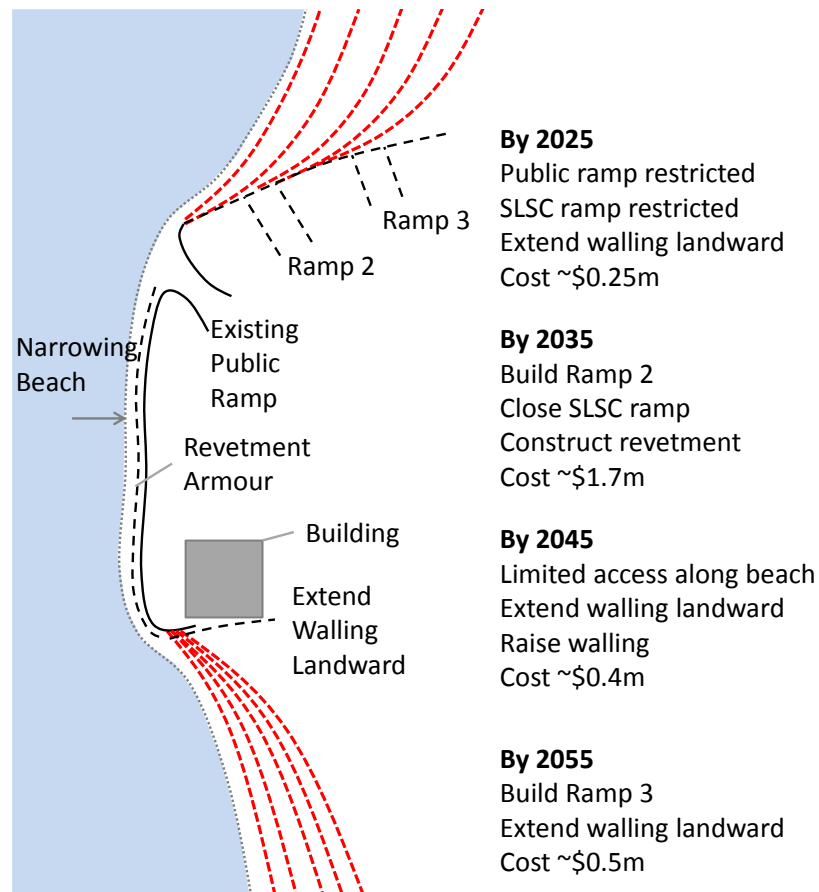 Ramp 3
Ramp 2
Existing
Public
Ramp
Narrowing
Beach
Revetment
Armour
Building
Extend
Walling
Landward
By 2025
Public ramp restricted
SLSC ramp restricted
Extend walling landward
Cost ~$0.25m
By 2035
Build Ramp 2
Close SLSC ramp
Construct revetment
Cost ~$1.7m
By 2045
Limited access along beach
Extend walling landward
Raise walling
Cost ~$0.4m
By 2055
Build Ramp 3
Extend walling landward
Cost ~$0.5m